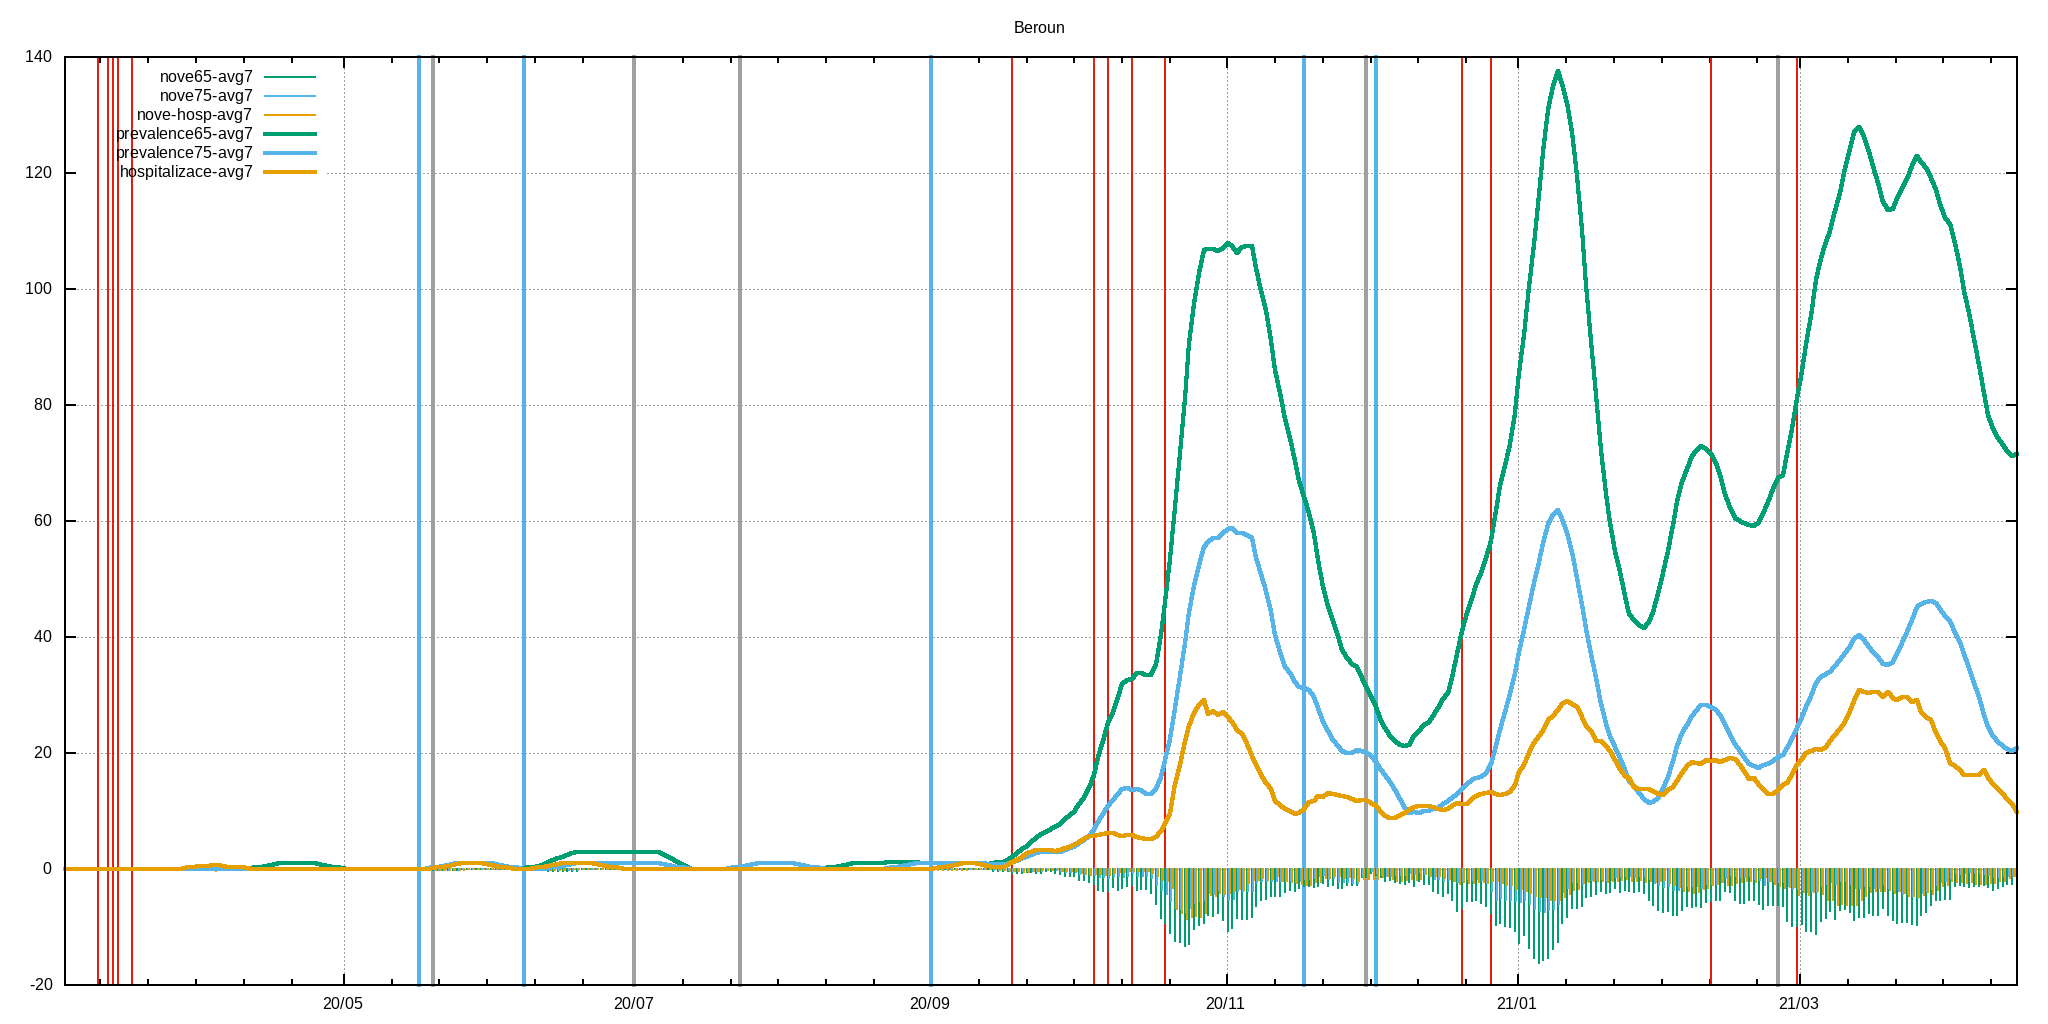 Beroun
140
120
100
80
60
40
20
0
-20
nove65-avg7
nove75-avg7
nove-hosp-avg7
prevalence65-avg7
prevalence75-avg7
hospitalizace-avg7
20/05 20/07 20/09 20/11 21/01 21/03